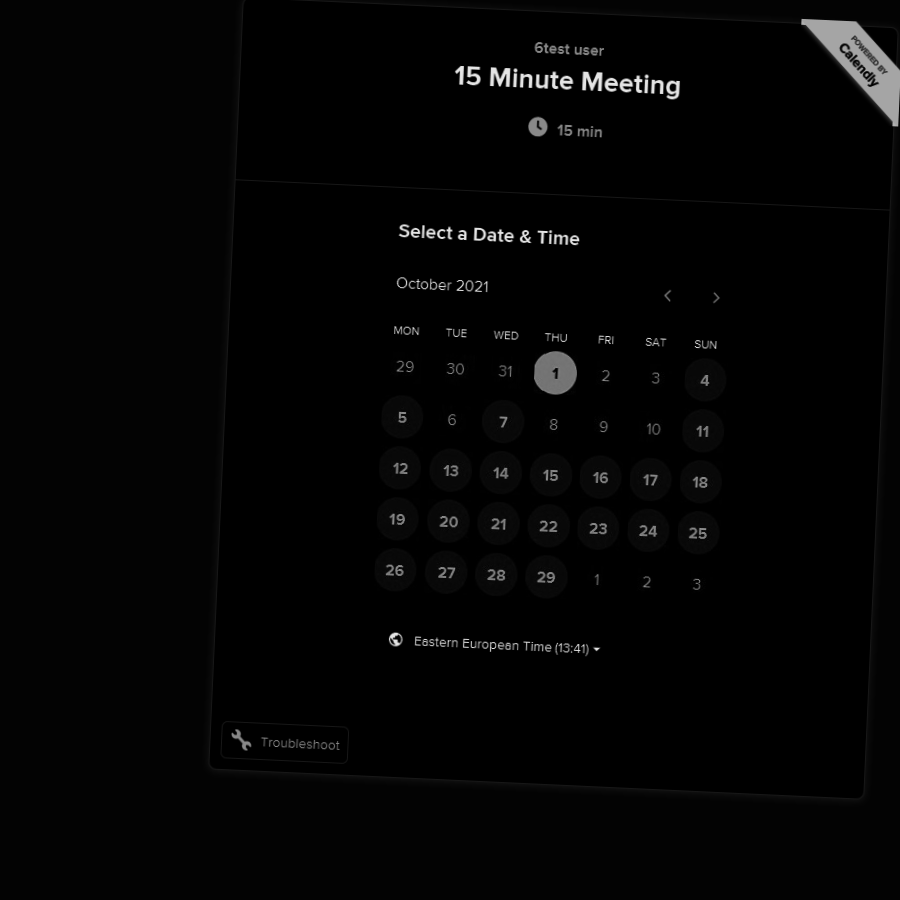 POWERED BY
Calendly
6test user
15 Minute Meeting
15 min
Select a Date & Time
October 2021
MON TUE WED THU FRI SAT SUN
29 30 31 1 2 3 4
5 6 7 8 9 10 11
12 13 14 15 16 17 18
19 20 21 22 23 24 25
26 27 28 29 1 2 3
Eastern European Time (13:41)
Troubleshoot